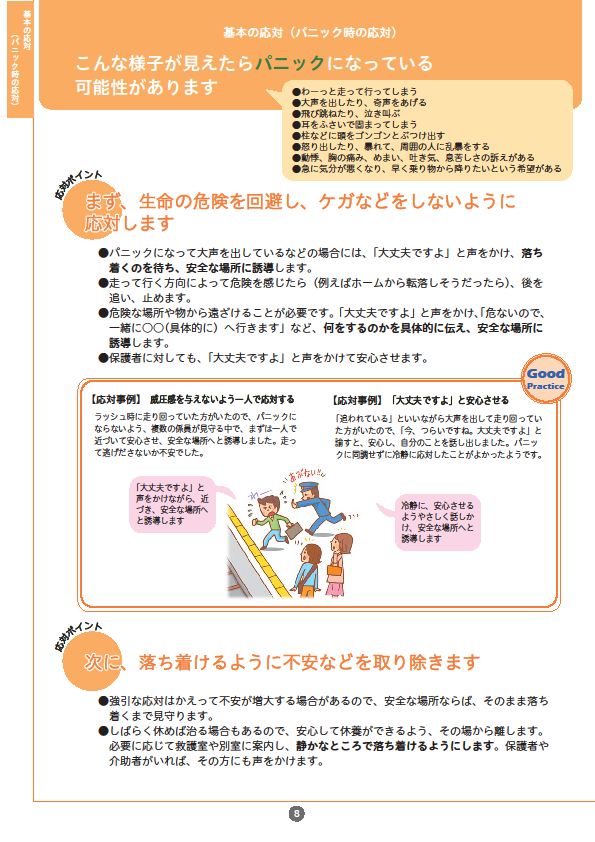 基本の応対
（パニック時の応対）
基本の応対（パニック時の応対）
こんな様子が見えたらパニックになっている
可能性があります
●わーっと走って行ってしまう
●大声を出したり、奇声をあげる
●飛び跳ねたり、泣き叫ぶ
●耳をふさいで固まってしまう
●柱などに頭をゴンゴンとぶつけ出す
●怒り出したり、暴れて、周囲の人に乱暴をする
●動悸、胸の痛み、めまい、吐き気、息苦しさの訴えがある
●急に気分が悪くなり、早く乗り物から降りたいという希望がある
応対ポイント
まず、生命の危険を回避し、ケガなどをしないように
応対します
●パニックになって大声を出しているなどの場合には、「大丈夫ですよ」と声をかけ、落ち
着くのを待ち、安全な場所に誘導します。
●走って行く方向によって危険を感じたら（例えばホームから転落しそうだったら）、後を
追い、止めます。
●危険な場所や物から遠ざけることが必要です。「大丈夫ですよ」と声をかけ、「危ないので、
一緒に〇〇（具体的に）へ行きます」など、何をするのかを具体的に伝え、安全な場所に
誘導します。
●保護者に対しても、「大丈夫ですよ」と声をかけて安心させます。
Good
Practice
【応対事例】 威圧感を与えないよう一人で応対する
ラッシュ時に走り回っていた方がいたので、パニックに
ならないよう、複数の係員が見守る中で、まずは一人で
近づいて安心させ、安全な場所へと誘導しました。走っ
て逃げださないか不安でした。
【応対事例】「大丈夫ですよ」と安心させる
「追われている」といいながら大声を出して走り回ってい
た方がいたので、「今、つらいですね。大丈夫ですよ」と
諭すと、安心し、自分のことを話し出しました。パニッ
クに同調せずに冷静に応対したことがよかったようです。
「大丈夫ですよ」と
声をかけながら、近
づき、安全な場所へ
と誘導します
あぶない!!
冷静に、安心させる
ようやさしく話しか
け、安全な場所へと
誘導します
応対ポイント
次に、落ち着けるように不安などを取り除きます
●強引な応対はかえって不安が増大する場合があるので、安全な場所ならば、そのまま落ち
着くまで見守ります。
●しばらく休めば治る場合もあるので、安心して休養ができるよう、その場から離します。
必要に応じて救護室や別室に案内し、静かなところで落ち着けるようにします。保護者や
介助者がいれば、その方にも声をかけます。
8